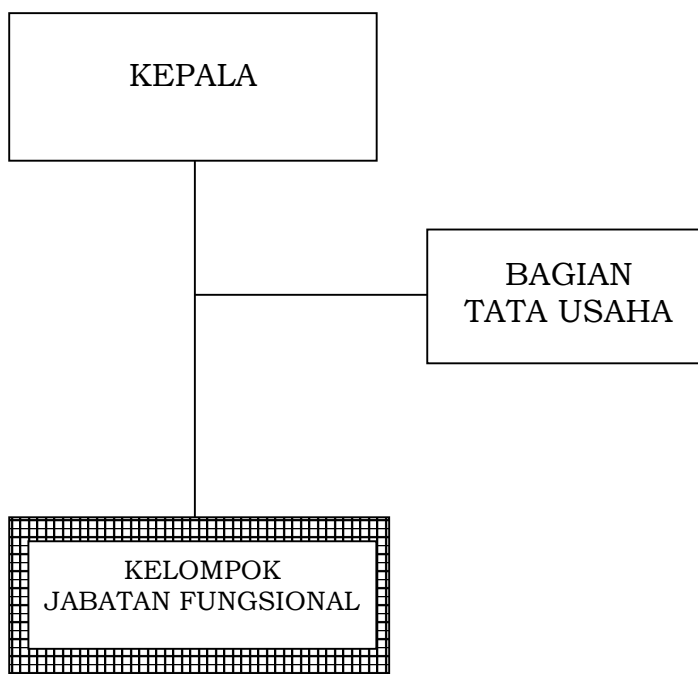 KEPALA
BAGIAN
TATA USAHA
KELOMPOK
JABATAN FUNGSIONAL